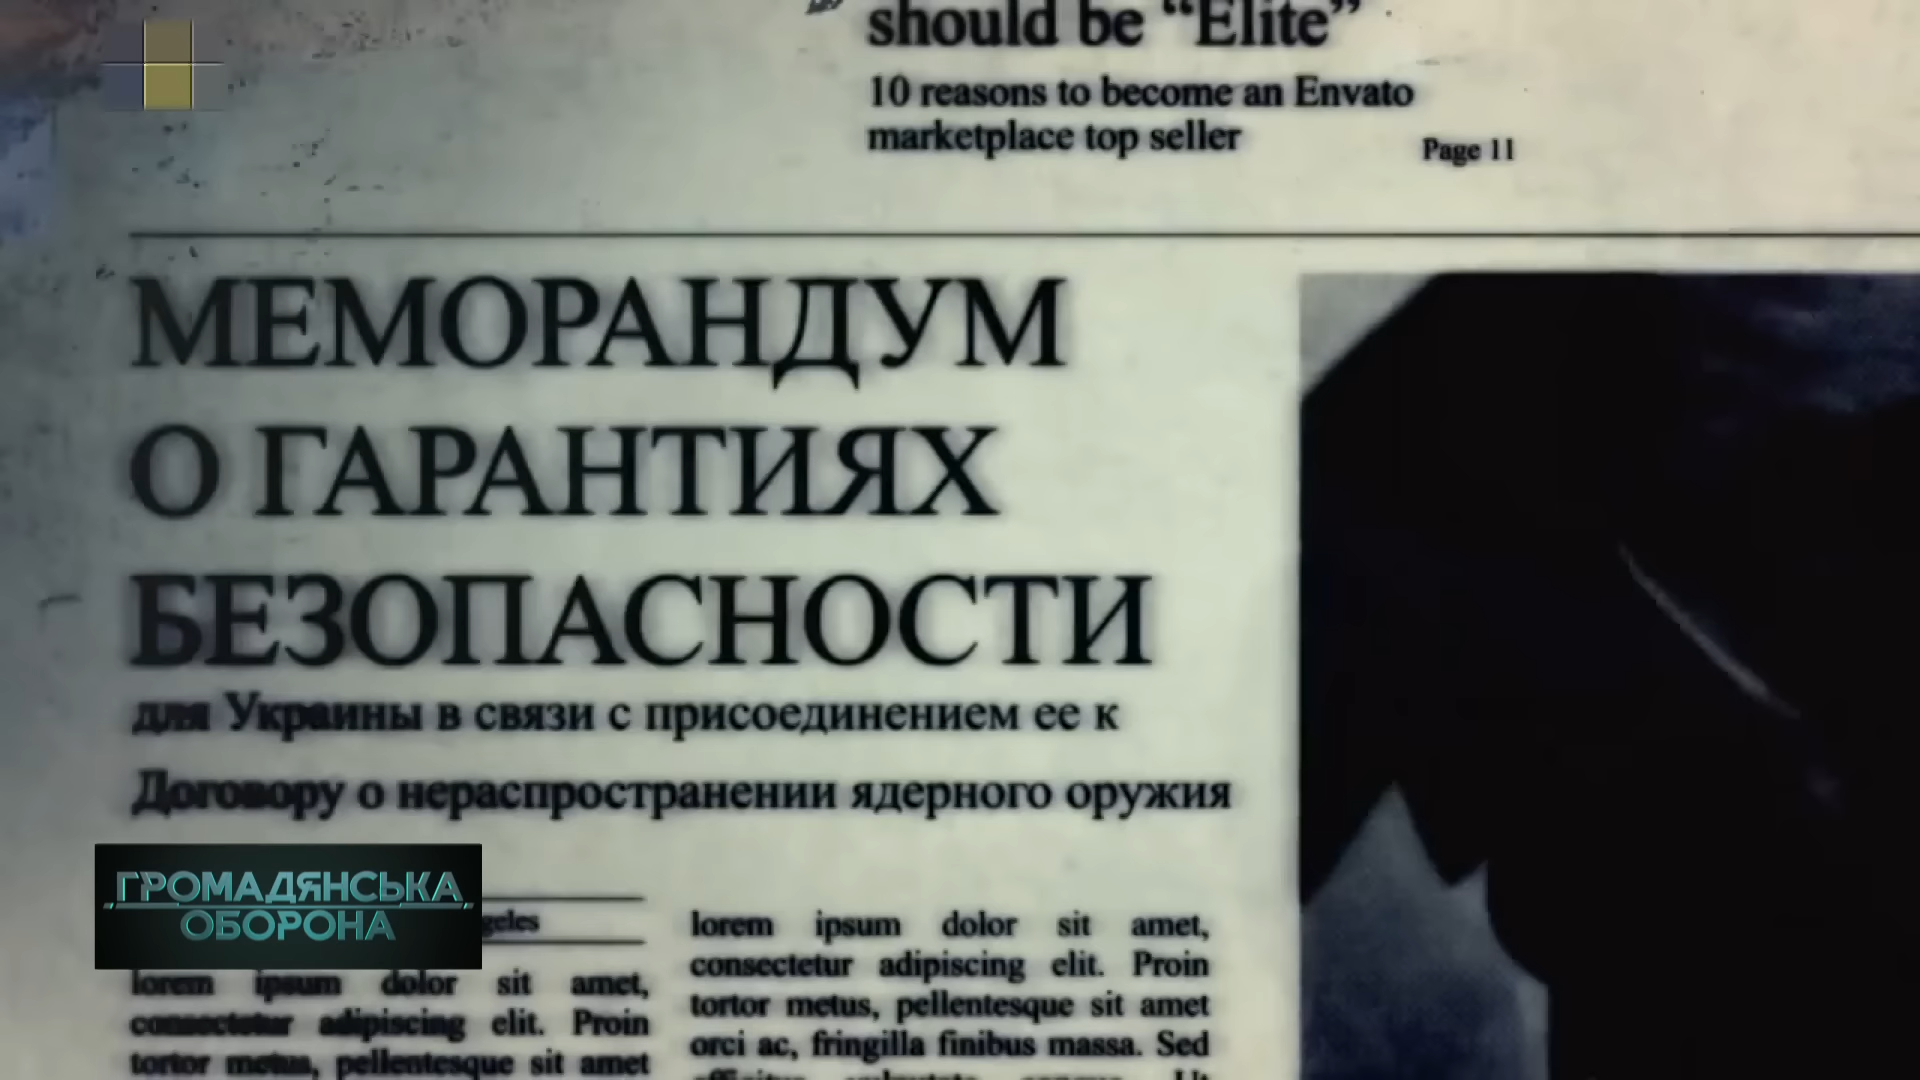 should be “Elite”
10 reasons to become an Envato
marketplace top seller
Page 11
МЕМОРАНДУМ
О ГАРАНТИЯХ
БЕЗОПАСНОСТИ
для Украины в связи с присоединением ее к
Договору о нераспространении ядерного оружия
ГРОМАДЯНСЬКА
ОБОРОНА
geles
lorem ipsum dolor sit amet,
consectetur adipiscing elit. Proin
tortor metus, pellentesque sit amet
lorem ipsum dolor sit amet,
consectetur adipiscing elit. Proin
tortor metus, pellentesque sit amet
orci ac, fringilla finibus massa. Sed